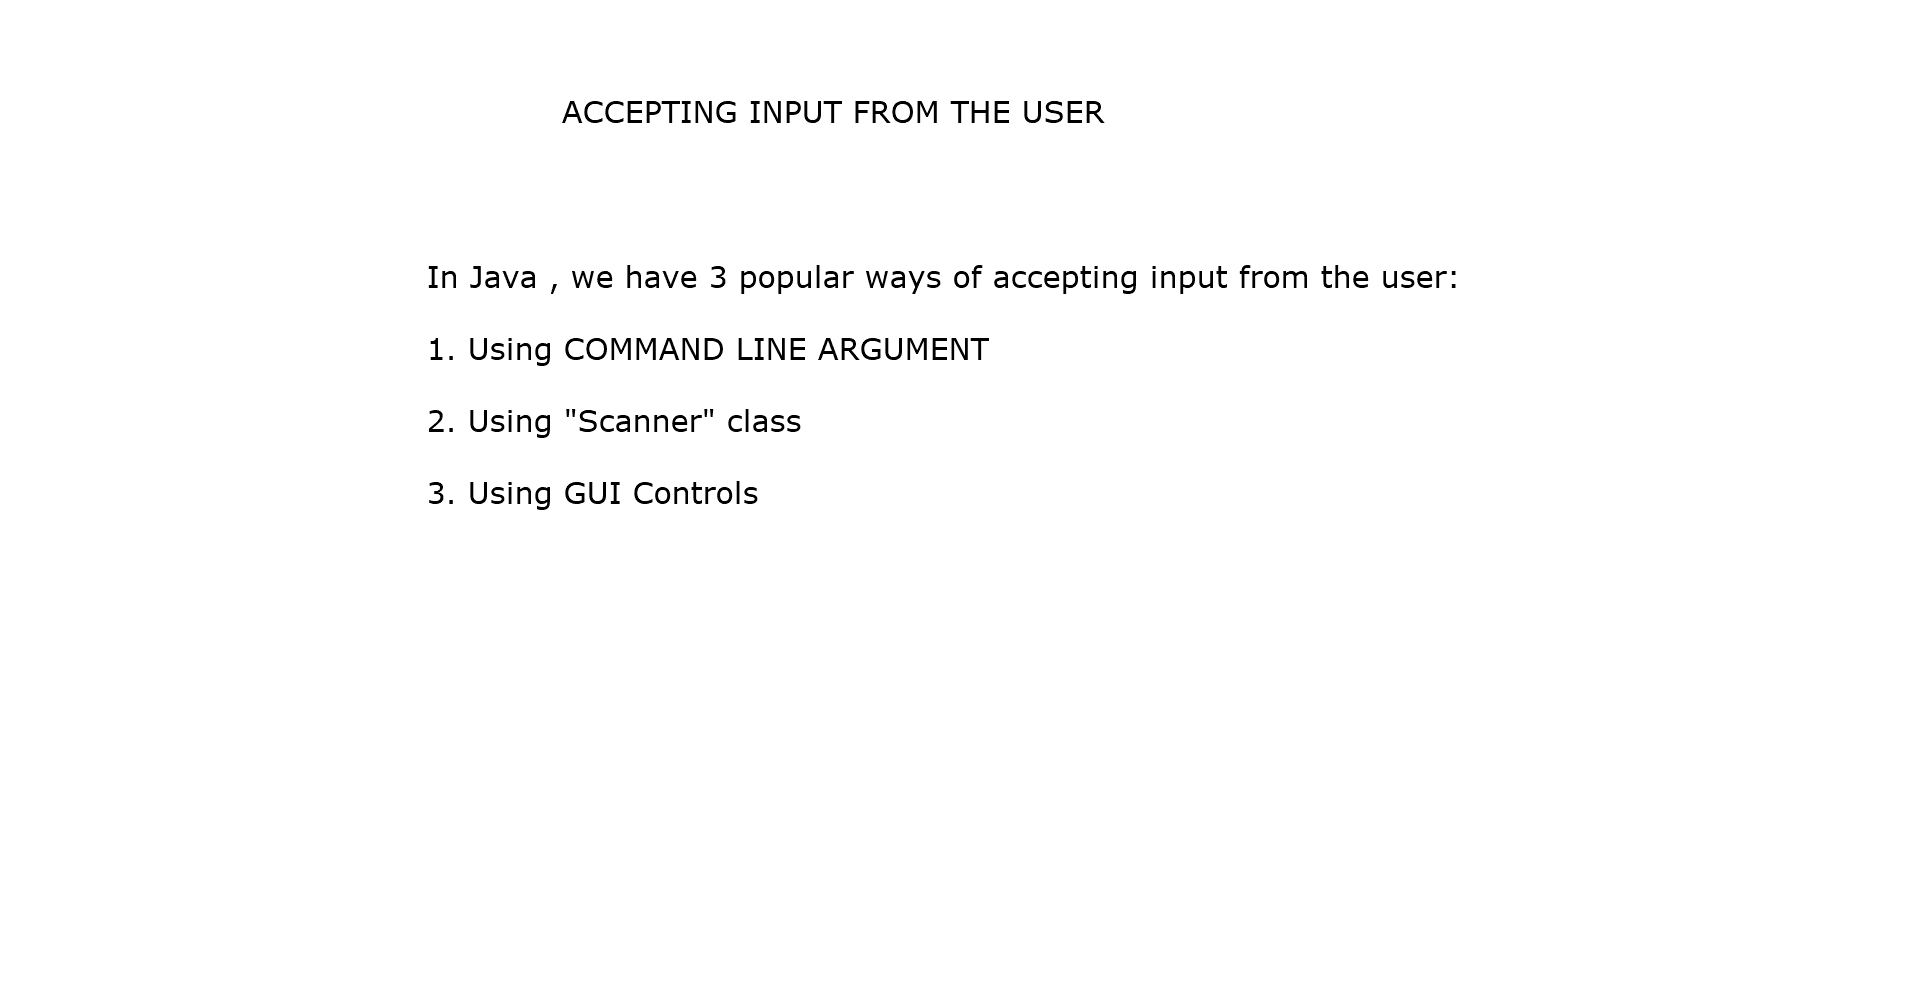 ACCEPTING INPUT FROM THE USER
In Java , we have 3 popular ways of accepting input from the user:
1. Using COMMAND LINE ARGUMENT
2. Using "Scanner" class
3. Using GUI Controls